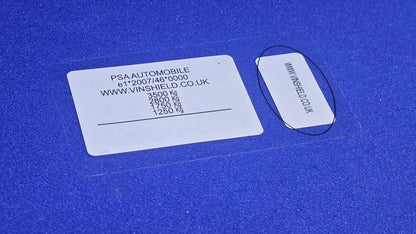 PSA AUTOMOBILE
e1*2007/46*0000
WWW.VINSHIELD.CO.UK
3500 Kg
2800 Kg
1750 Kg
1250 Kg
WWW.VINSHIELD.CO.UK